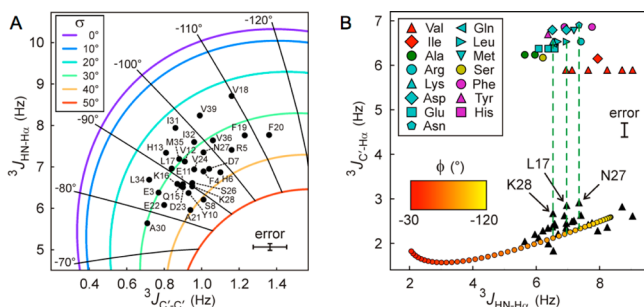 A
σ
0°
10°
20°
30°
40°
50°
-120°
-110°
-100°
-90°
-80°
-70°
10
9
8
7
6
5
³J_HN-Hα (Hz)
0.4 0.6 0.8 1.0 1.2 1.4 1.6
³J_C'-C' (Hz)
V18
V39
I31
I32 V36
F19 F20
M35 N27
H13 V12 R5
L17 V24 D7
K16 E11
L34 F4 H6
E3 S26
Q15 K28
E22 D23 S8
A21 Y10
A30
error
B
Val Gln
Ile Leu
Ala Met
Arg Ser
Lys Phe
Asp Tyr
Glu His
Asn
7
6
5
4
3
2
³J_C'-Hα (Hz)
error
ϕ (°)
-30 -120
L17
N27
K28
2 4 6 8
³J_HN-Hα (Hz)